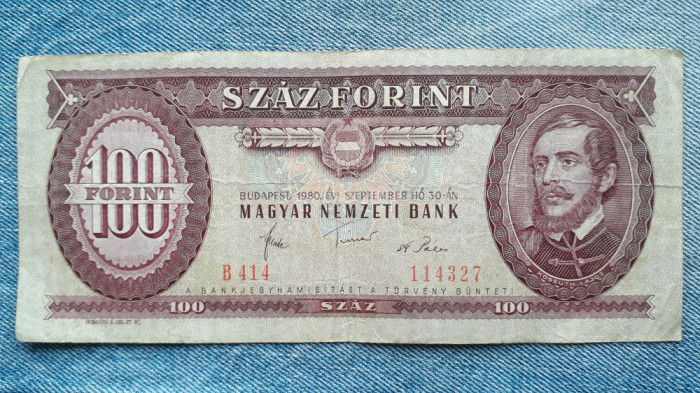 SZÁZ FORINT
100
FORINT
BUDAPEST, 1980. ÉVI SZEPTEMBER HÓ 30-ÁN
MAGYAR NEMZETI BANK
B 414 114327
KOSSUTH LAJOS
A BANKJEGYHAMISÍTÁST A TÖRVÉNY BÜNTETI
100 SZÁZ 100